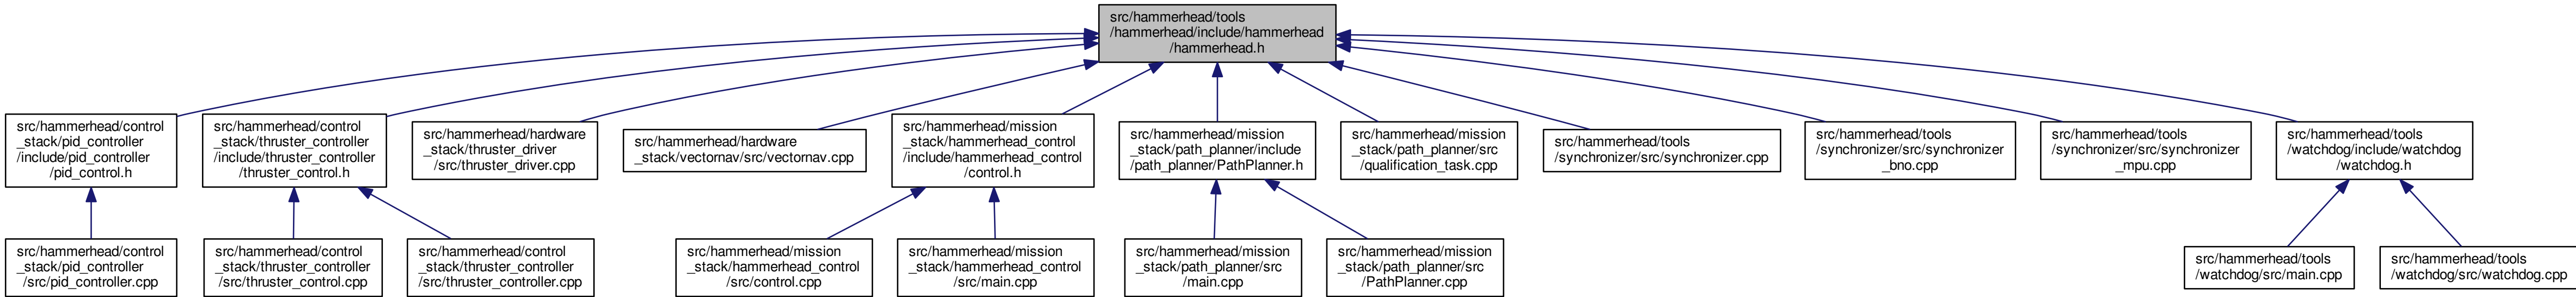 src/hammerhead/tools
/hammerhead/include/hammerhead
/hammerhead.h
src/hammerhead/control
_stack/pid_controller
/include/pid_controller
/pid_control.h
src/hammerhead/control
_stack/thruster_controller
/include/thruster_controller
/thruster_control.h
src/hammerhead/hardware
_stack/thruster_driver
/src/thruster_driver.cpp
src/hammerhead/hardware
_stack/vectornav/src/vectornav.cpp
src/hammerhead/mission
_stack/hammerhead_control
/include/hammerhead_control
/control.h
src/hammerhead/mission
_stack/path_planner/include
/path_planner/PathPlanner.h
src/hammerhead/mission
_stack/path_planner/src
/qualification_task.cpp
src/hammerhead/tools
/synchronizer/src/synchronizer.cpp
src/hammerhead/tools
/synchronizer/src/synchronizer
_bno.cpp
src/hammerhead/tools
/synchronizer/src/synchronizer
_mpu.cpp
src/hammerhead/tools
/watchdog/include/watchdog
/watchdog.h
src/hammerhead/control
_stack/pid_controller
/src/pid_controller.cpp
src/hammerhead/control
_stack/thruster_controller
/src/thruster_control.cpp
src/hammerhead/control
_stack/thruster_controller
/src/thruster_controller.cpp
src/hammerhead/mission
_stack/hammerhead_control
/src/control.cpp
src/hammerhead/mission
_stack/hammerhead_control
/src/main.cpp
src/hammerhead/mission
_stack/path_planner/src
/main.cpp
src/hammerhead/mission
_stack/path_planner/src
/PathPlanner.cpp
src/hammerhead/tools
/watchdog/src/main.cpp
src/hammerhead/tools
/watchdog/src/watchdog.cpp